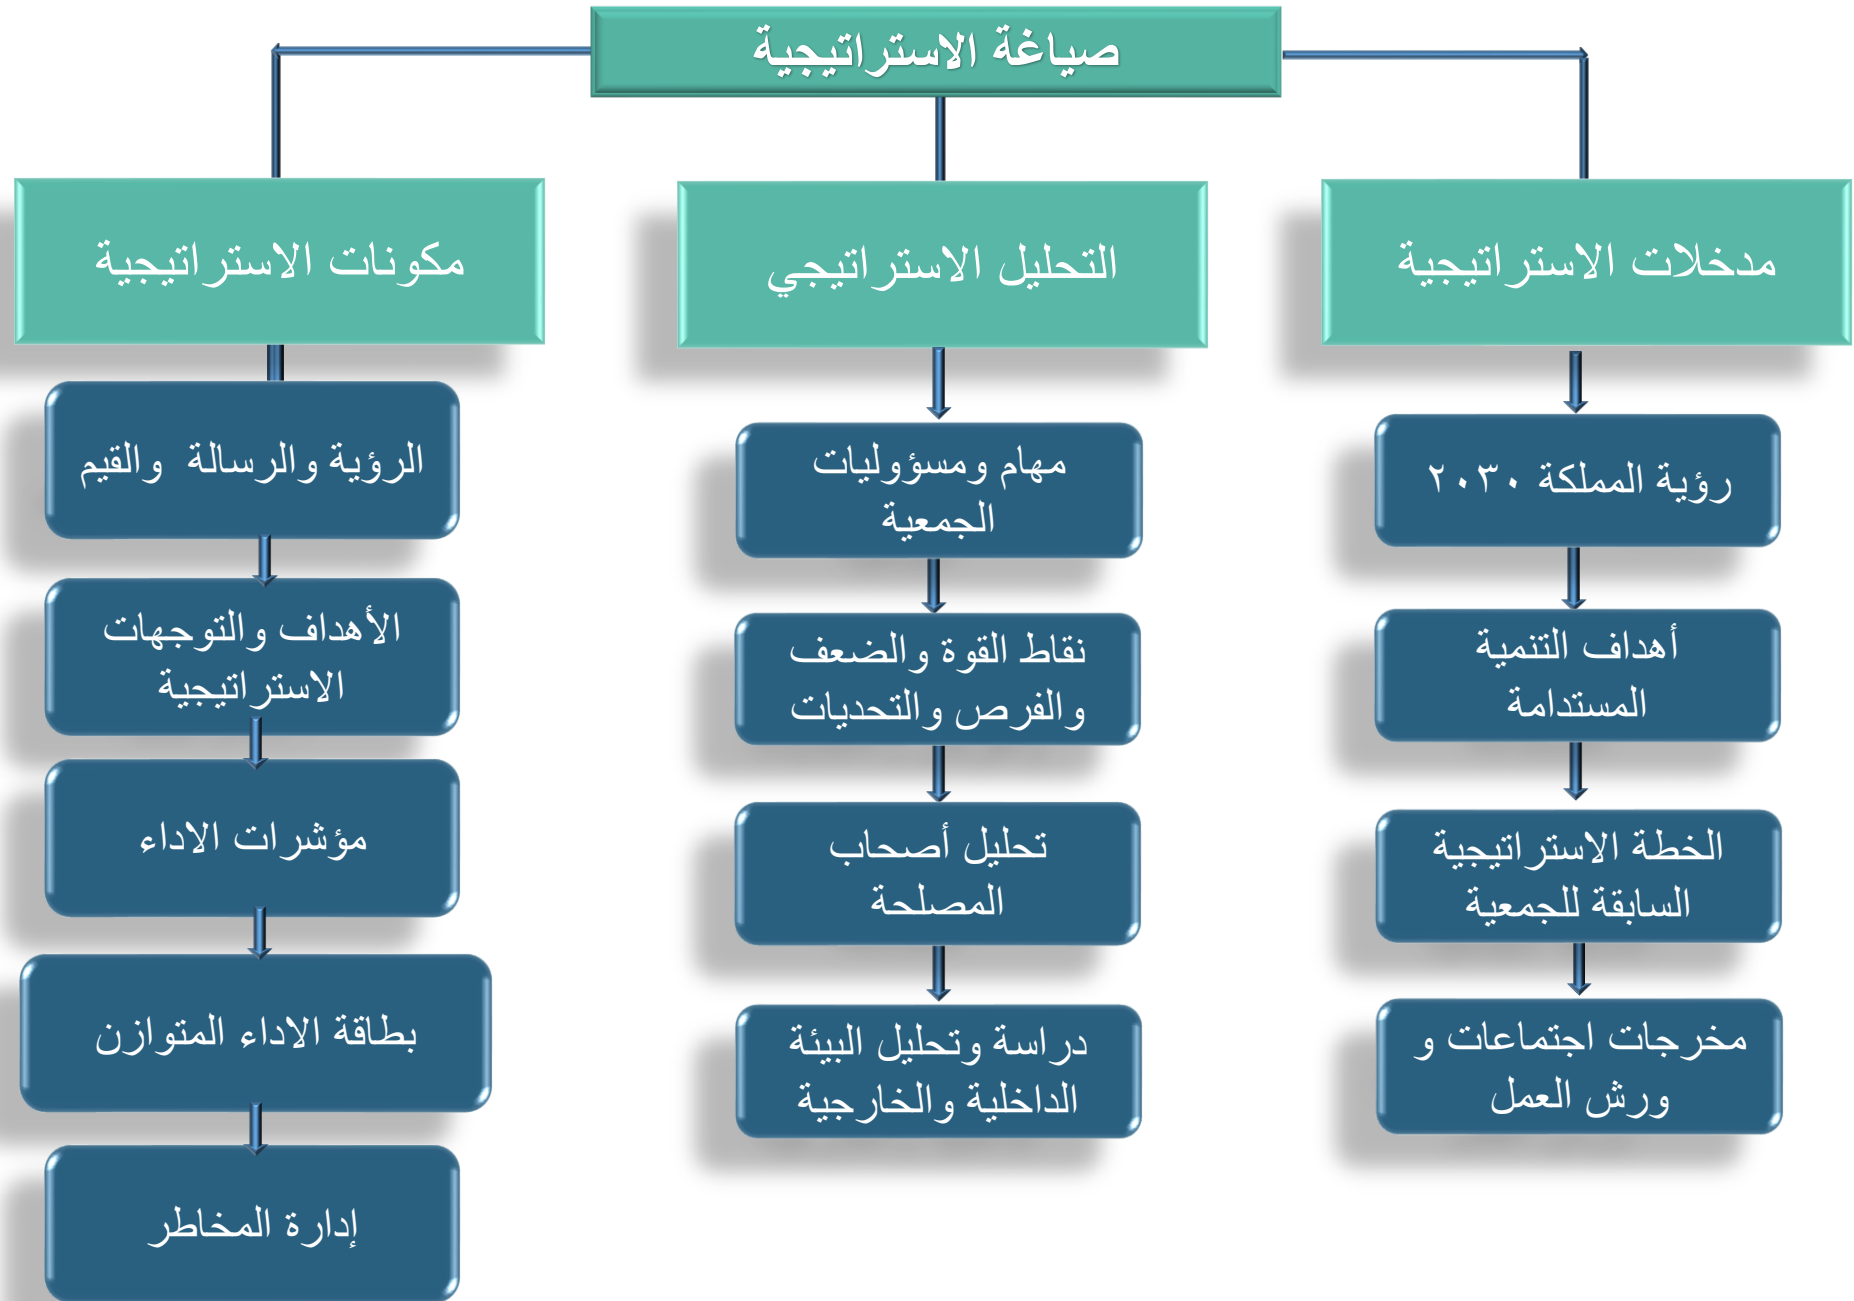 صياغة الاستراتيجية
مدخلات الاستراتيجية
رؤية المملكة ٢٠٣٠
أهداف التنمية
المستدامة
الخطة الاستراتيجية
السابقة للجمعية
مخرجات اجتماعات و
ورش العمل
التحليل الاستراتيجي
مهام ومسؤوليات
الجمعية
نقاط القوة والضعف
والفرص والتحديات
تحليل أصحاب
المصلحة
دراسة وتحليل البيئة
الداخلية والخارجية
مكونات الاستراتيجية
الرؤية والرسالة والقيم
الأهداف والتوجهات
الاستراتيجية
مؤشرات الاداء
بطاقة الاداء المتوازن
إدارة المخاطر